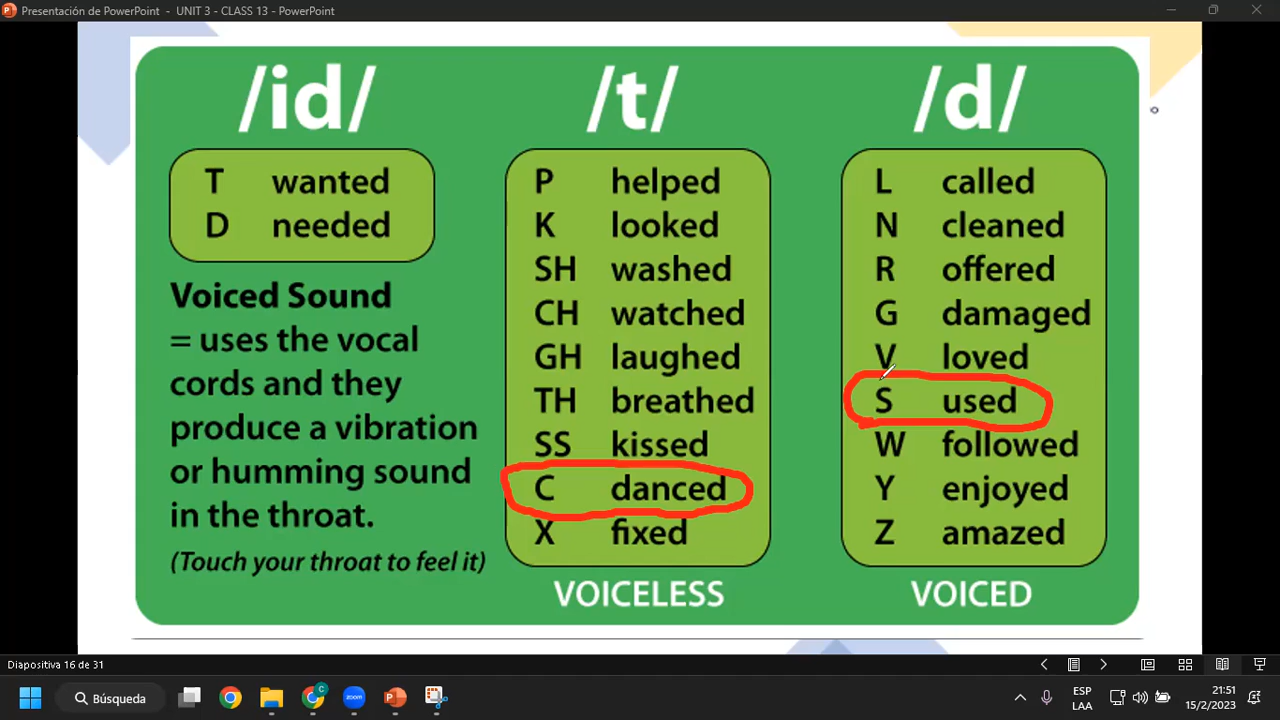 Presentación de PowerPoint - UNIT 3 - CLASS 13 - PowerPoint
/id/
T wanted
D needed
Voiced Sound
= uses the vocal
cords and they
produce a vibration
or humming sound
in the throat.
(Touch your throat to feel it)
/t/
P helped
K looked
SH washed
CH watched
GH laughed
TH breathed
SS kissed
C danced
X fixed
VOICELESS
/d/
L called
N cleaned
R offered
G damaged
V loved
S used
W followed
Y enjoyed
Z amazed
VOICED
Diapositiva 16 de 31
Búsqueda
C
zoom
ESP
LAA
21:51
15/2/2023